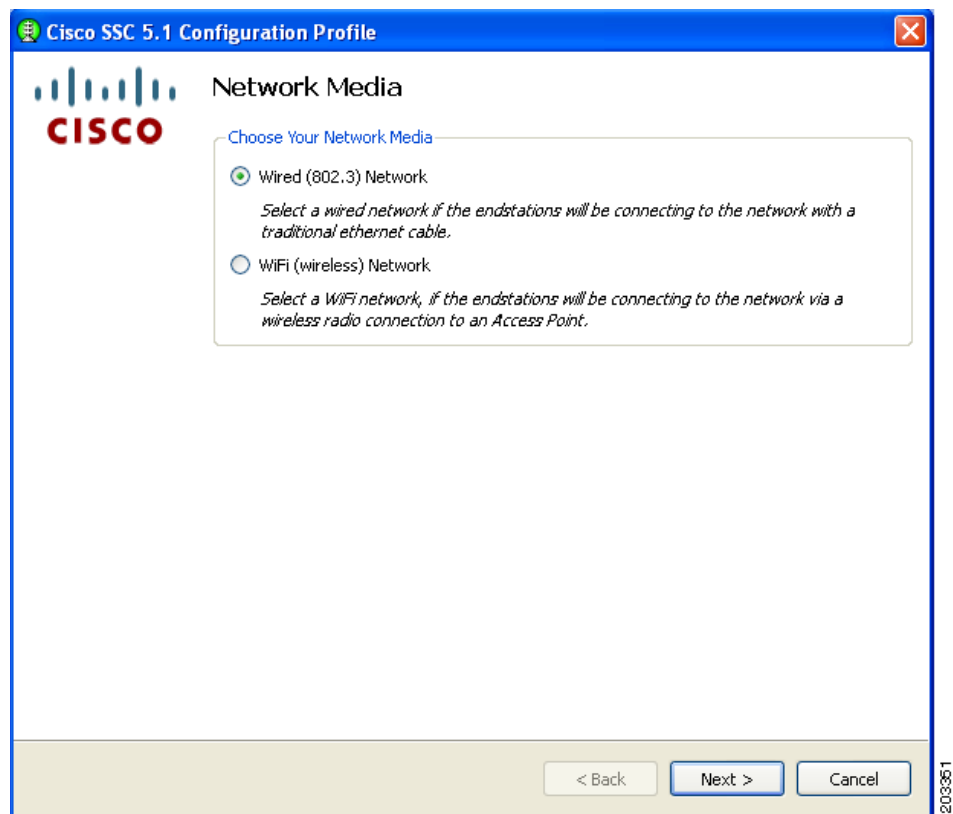 Cisco SSC 5.1 Configuration Profile
CISCO
Network Media
Choose Your Network Media
Wired (802.3) Network
Select a wired network if the endstations will be connecting to the network with a
traditional ethernet cable.
WiFi (wireless) Network
Select a WiFi network, if the endstations will be connecting to the network via a
wireless radio connection to an Access Point.
< Back
Next >
Cancel
203351